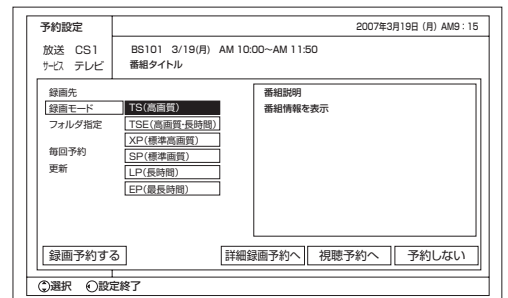 予約設定
2007年3月19日 (月) AM9：15
放送 CS1 BS101 3/19(月) AM 10:00~AM 11:50
サービス テレビ 番組タイトル
録画先
録画モード
フォルダ指定
毎回予約
更新
TS(高画質)
TSE(高画質・長時間)
XP(標準高画質)
SP(標準画質)
LP(長時間)
EP(最長時間)
番組説明
番組情報を表示
録画予約する 詳細録画予約へ 視聴予約へ 予約しない
選択 設定終了